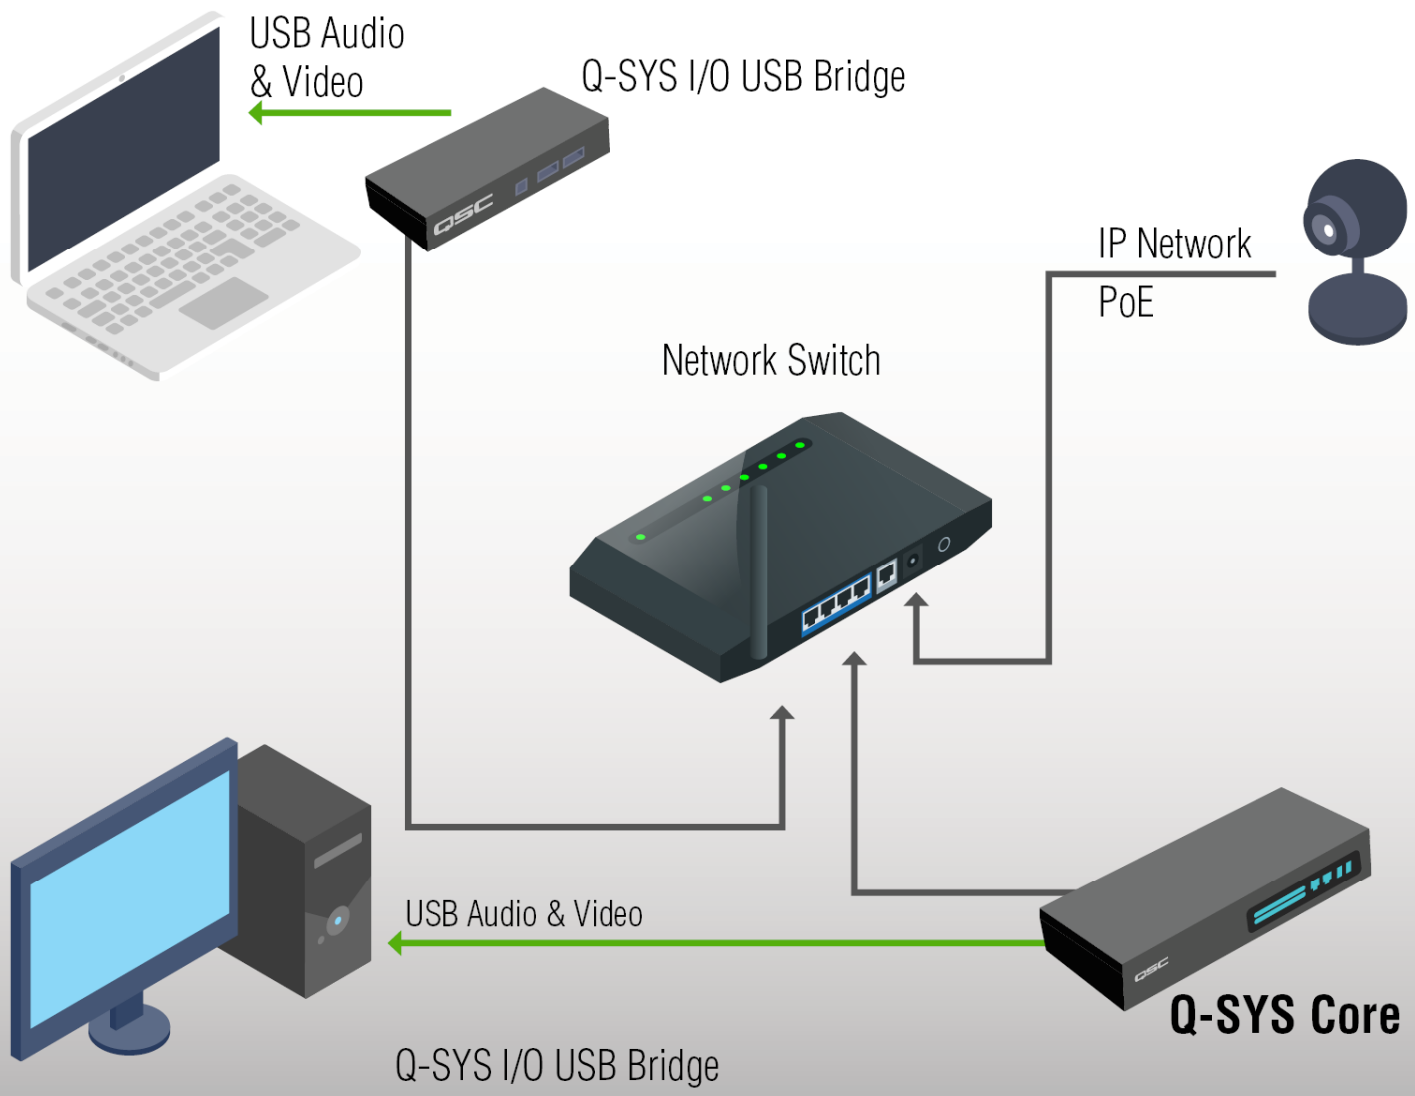 USB Audio
& Video
Q-SYS I/O USB Bridge
QSC
IP Network
PoE
Network Switch
USB Audio & Video
QSC
Q-SYS Core
Q-SYS I/O USB Bridge